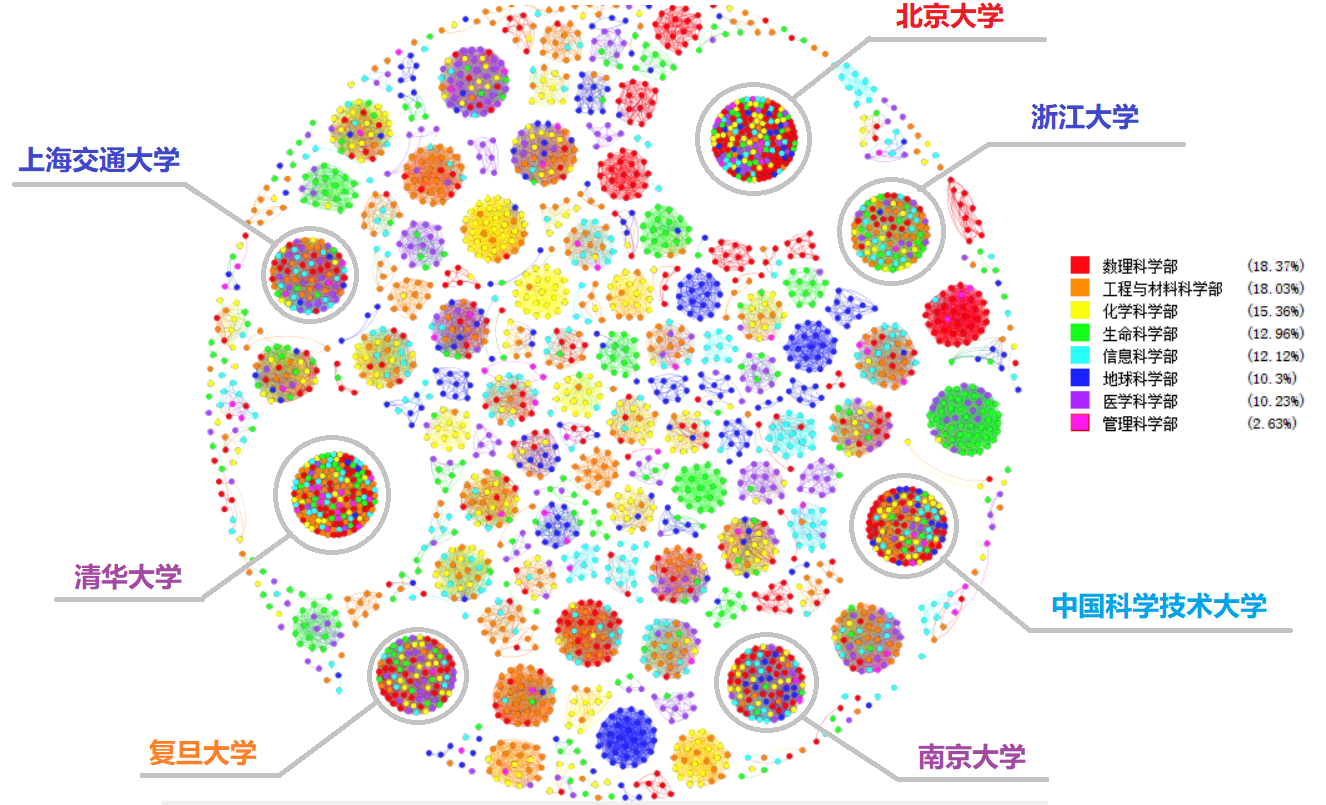 北京大学
浙江大学
上海交通大学
数理科学部 (18.37%)
工程与材料科学部 (18.03%)
化学科学部 (15.36%)
生命科学部 (12.96%)
信息科学部 (12.12%)
地球科学部 (10.3%)
医学科学部 (10.23%)
管理科学部 (2.63%)
清华大学
中国科学技术大学
复旦大学
南京大学